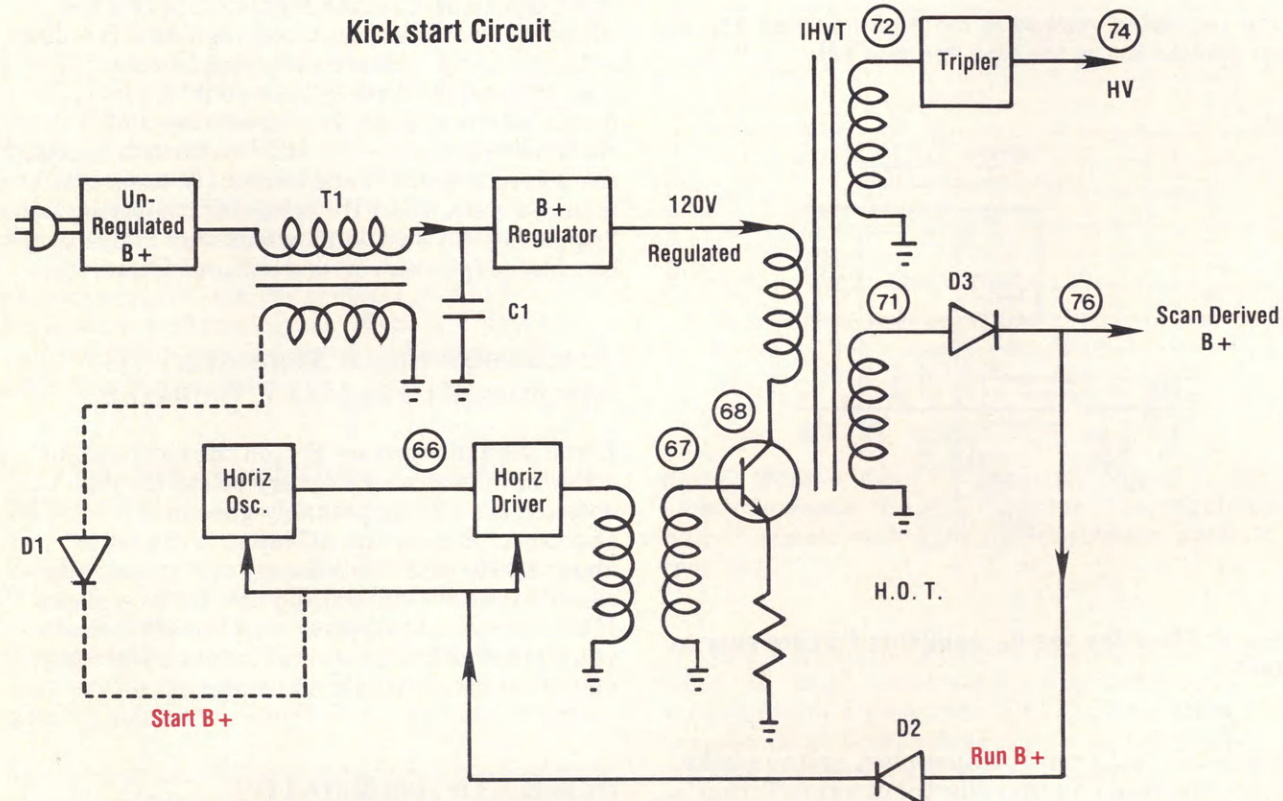 Kick start Circuit
IHVT
72
74
Tripler
HV
Un-
Regulated
B+
T1
B+
Regulator
120V
Regulated
C1
71
D3
76
Scan Derived
B+
68
66
67
Horiz
Osc.
Horiz
Driver
D1
H.O.T.
Start B+
D2
Run B+